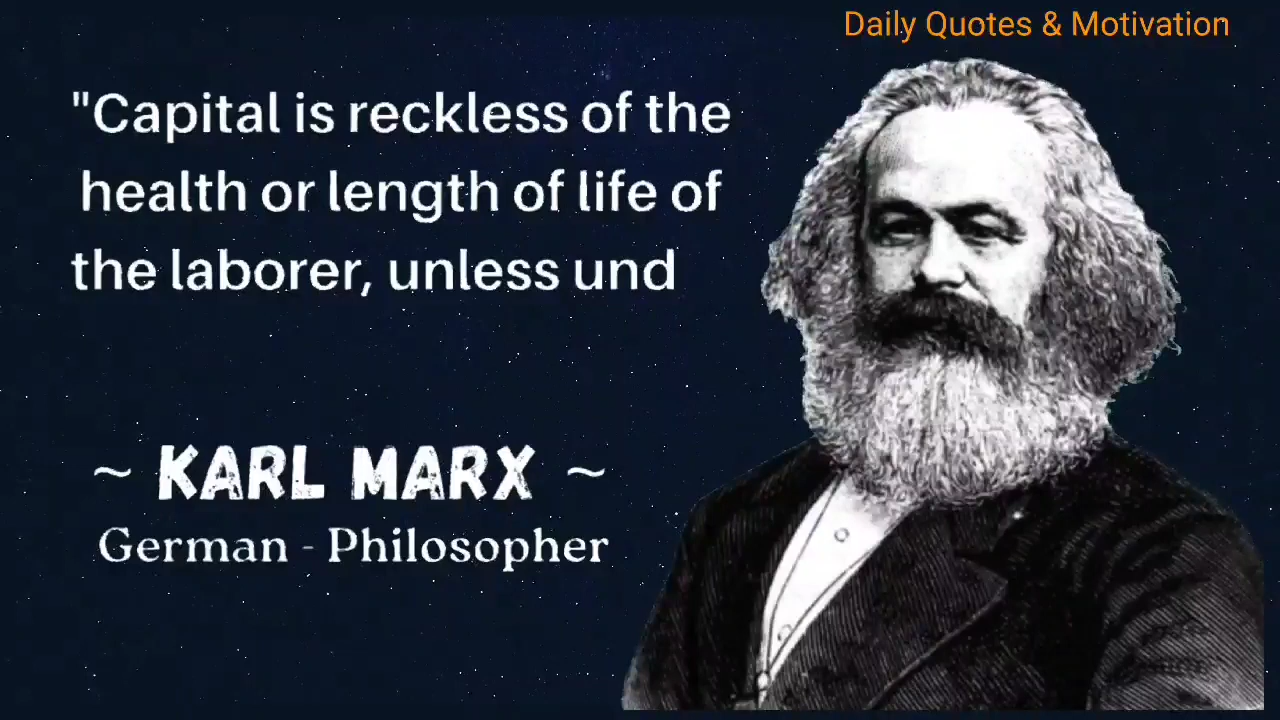 Daily Quotes & Motivation
"Capital is reckless of the
health or length of life of
the laborer, unless und
~ KARL MARX ~
German - Philosopher